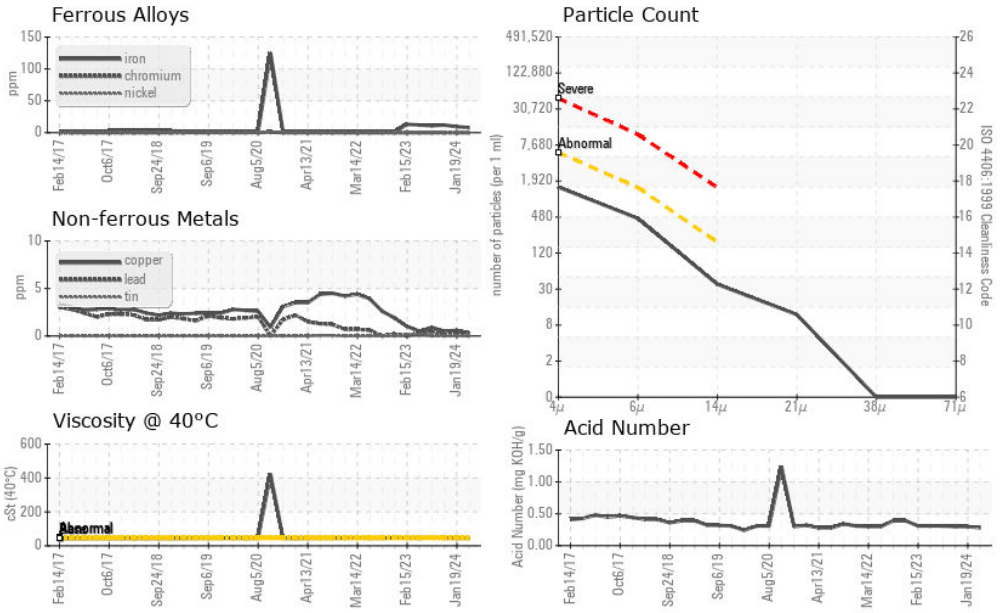 Ferrous Alloys
150
100
50
0
ppm
iron
chromium
nickel
Feb14/17
Oct6/17
Sep24/18
Sep6/19
Aug5/20
Apr13/21
Mar14/22
Feb15/23
Jan19/24
Non-ferrous Metals
10
5
0
ppm
copper
lead
tin
Feb14/17
Oct6/17
Sep24/18
Sep6/19
Aug5/20
Apr13/21
Mar14/22
Feb15/23
Jan19/24
Viscosity @ 40°C
600
400
200
0
cSt (40°C)
Abnormal
Feb14/17
Oct6/17
Sep24/18
Sep6/19
Aug5/20
Apr13/21
Mar14/22
Feb15/23
Jan19/24
Particle Count
491,520
122,880
30,720
7,680
1,920
480
120
30
8
2
0
number of particles (per 1 ml)
Severe
Abnormal
26
24
22
20
18
16
14
12
10
8
6
ISO 4406:1999 Cleanliness Code
4µ
6µ
14µ
21µ
38µ
71µ
Acid Number
1.50
1.00
0.50
0.00
Acid Number (mg KOH/g)
Feb14/17
Oct6/17
Sep24/18
Sep6/19
Aug5/20
Apr13/21
Mar14/22
Feb15/23
Jan19/24